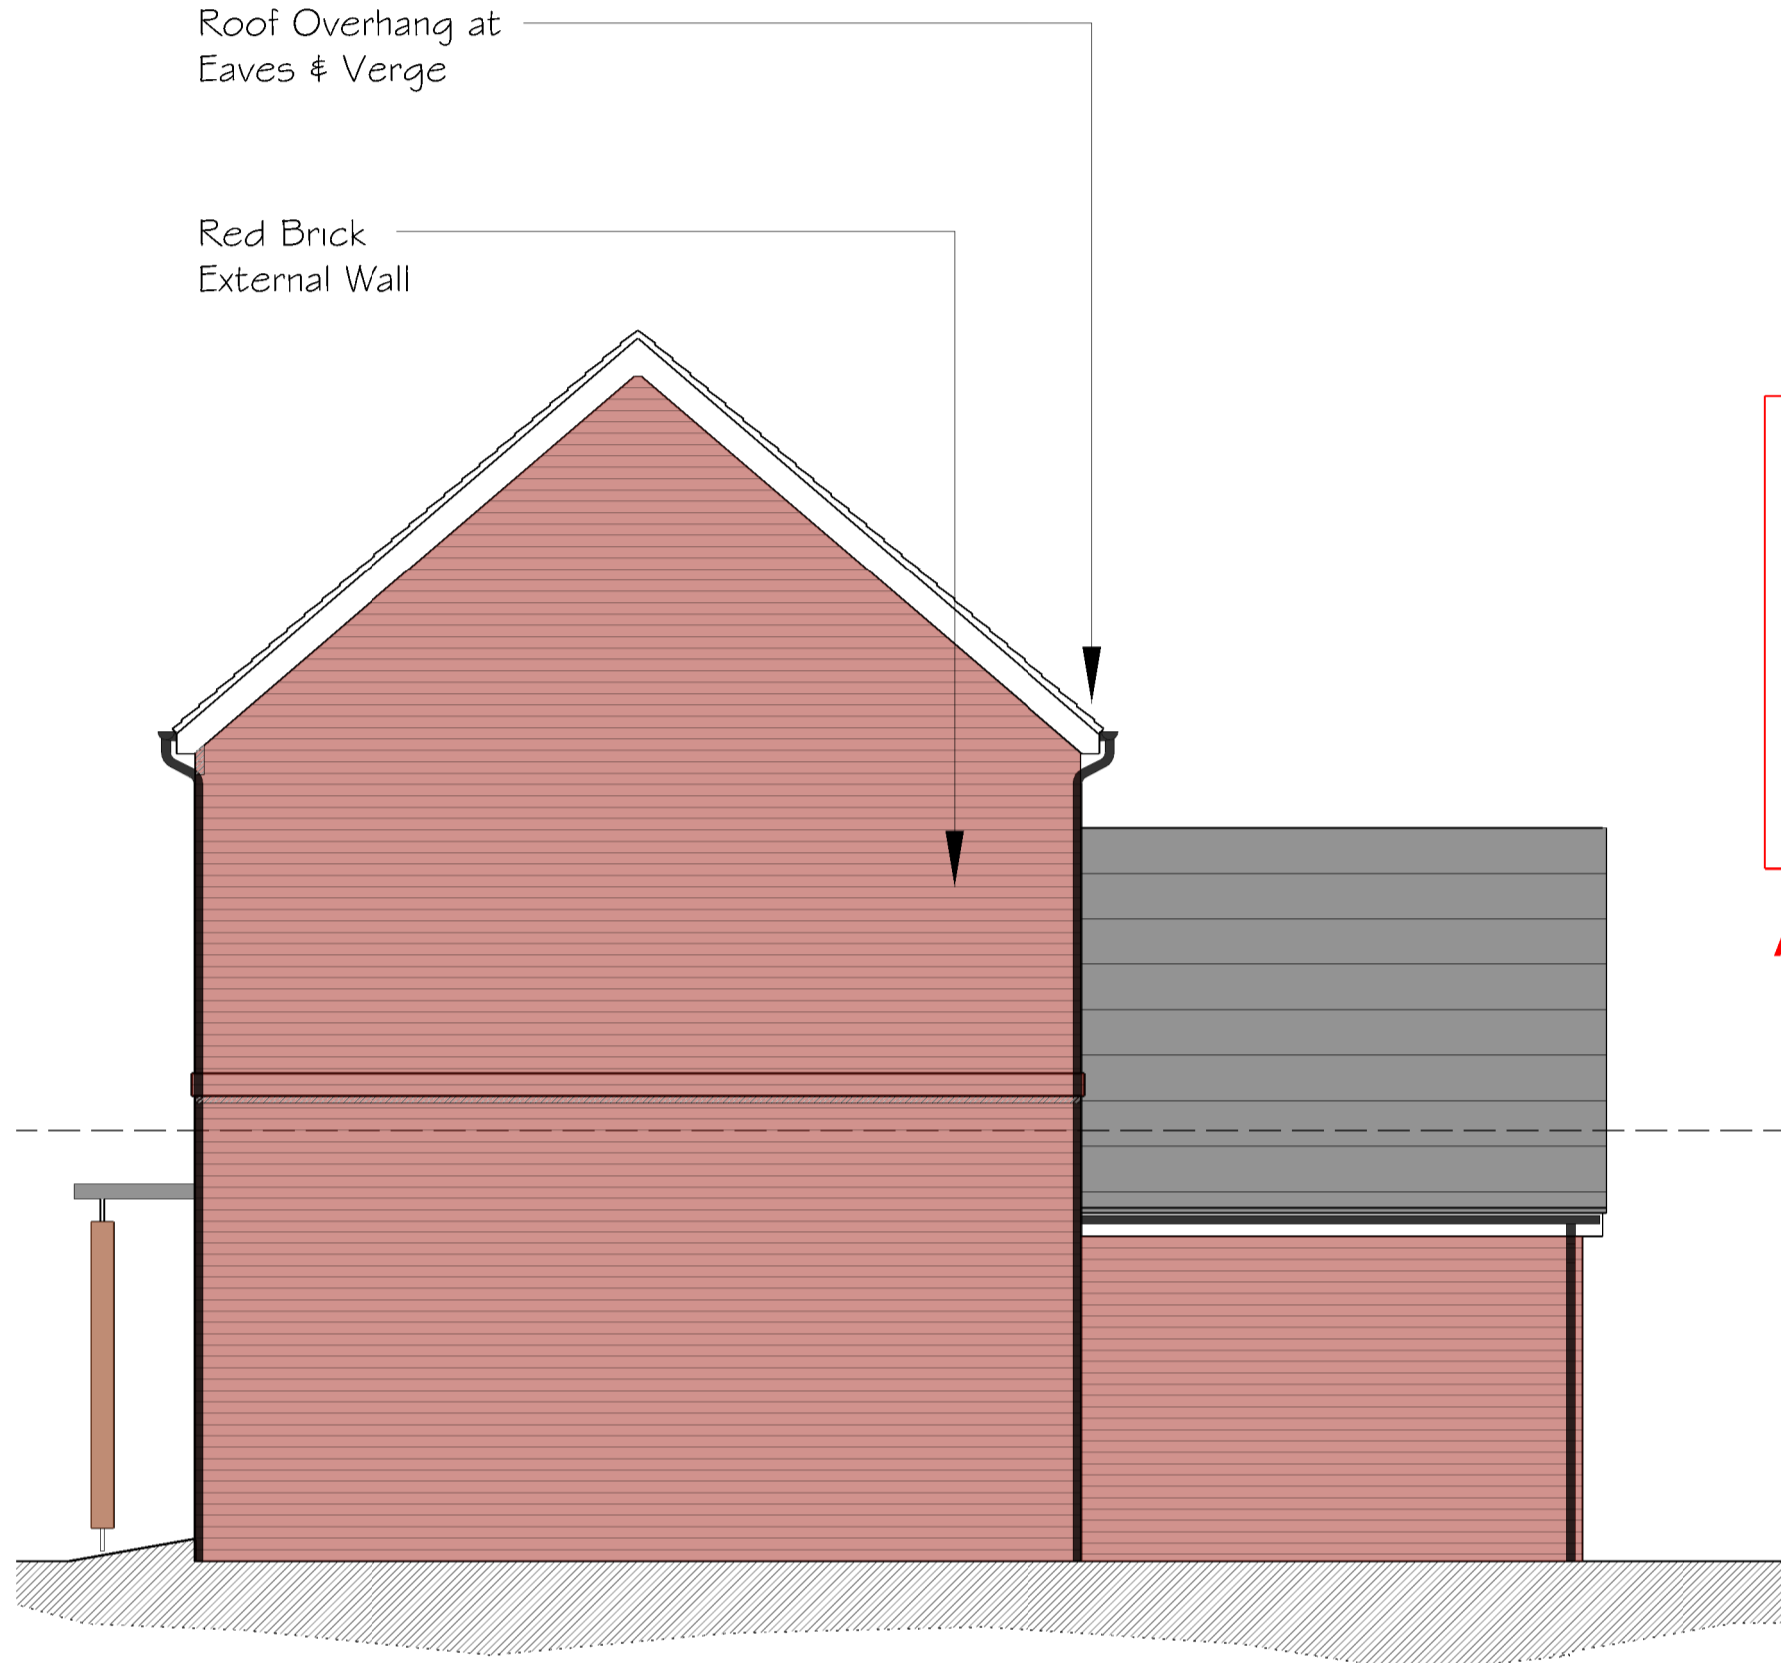 Roof Overhang at
Eaves & Verge
Red Brick
External Wall